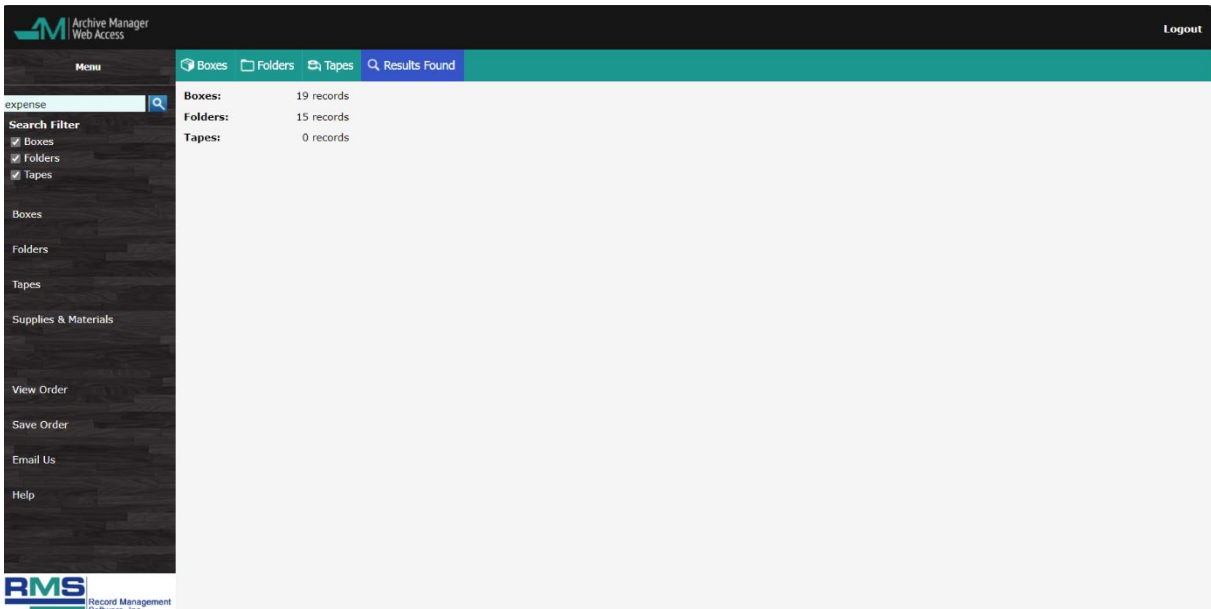 Archive Manager
Web Access
Logout
Menu
Boxes Folders Tapes Results Found
expense
Search Filter
Boxes
Folders
Tapes
Boxes: 19 records
Folders: 15 records
Tapes: 0 records
Boxes
Folders
Tapes
Supplies & Materials
View Order
Save Order
Email Us
Help
RMS
Record Management